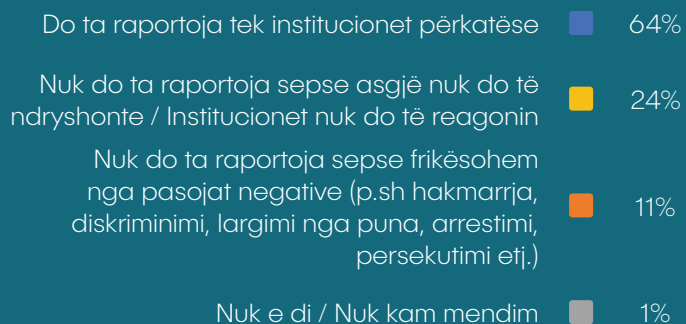 Do ta raportoja tek institucionet përkatëse 64%
Nuk do ta raportoja sepse asgjë nuk do të
ndryshonte / Institucionet nuk do të reagonin 24%
Nuk do ta raportoja sepse frikësohem
nga pasojat negative (p.sh hakmarrja,
diskriminimi, largimi nga puna, arrestimi,
persekutimi etj.) 11%
Nuk e di / Nuk kam mendim 1%